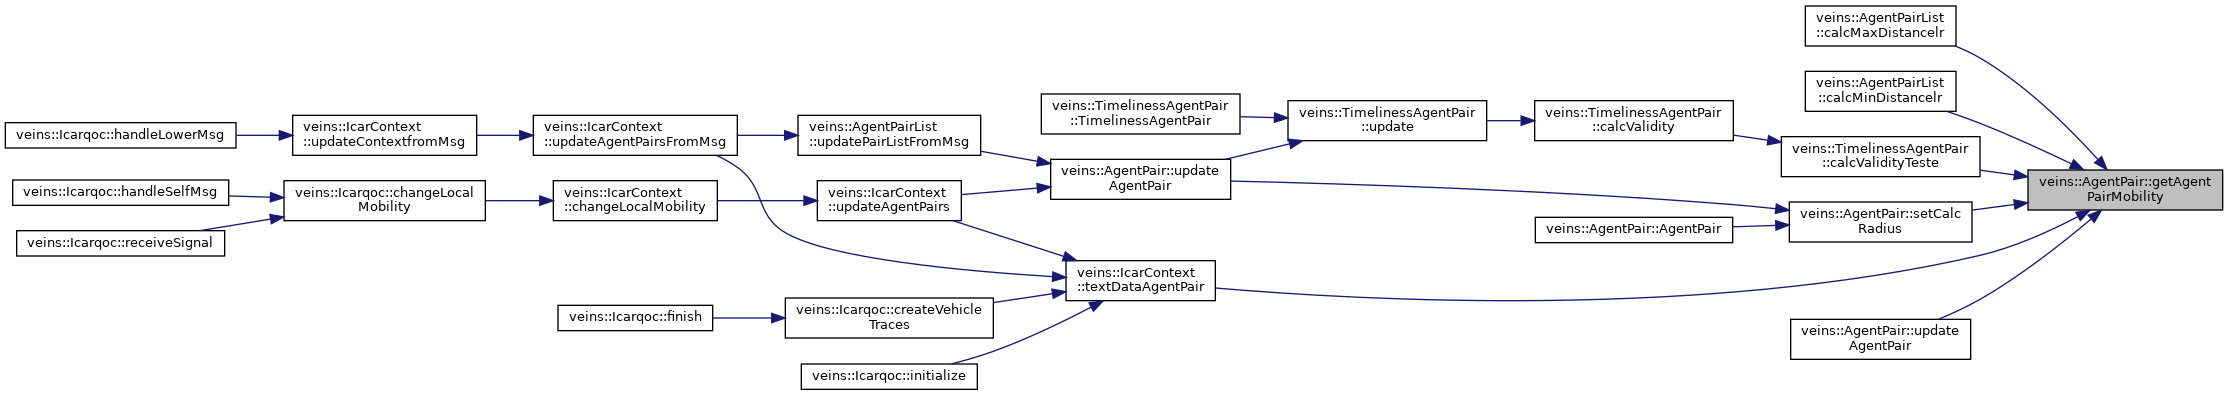 veins::Icarqoc::handleLowerMsg
veins::Icarqoc::handleSelfMsg
veins::Icarqoc::receiveSignal
veins::IcarContext
::updateContextfromMsg
veins::Icarqoc::changeLocal
Mobility
veins::IcarContext
::updateAgentPairsFromMsg
veins::IcarContext
::changeLocalMobility
veins::Icarqoc::finish
veins::AgentPairList
::updatePairListFromMsg
veins::IcarContext
::updateAgentPairs
veins::Icarqoc::createVehicle
Traces
veins::Icarqoc::initialize
veins::TimelinessAgentPair
::TimelinessAgentPair
veins::AgentPair::update
AgentPair
veins::IcarContext
::textDataAgentPair
veins::TimelinessAgentPair
::update
veins::TimelinessAgentPair
::calcValidity
veins::AgentPair::AgentPair
veins::AgentPairList
::calcMaxDistanceIr
veins::AgentPairList
::calcMinDistanceIr
veins::TimelinessAgentPair
::calcValidityTeste
veins::AgentPair::setCalc
Radius
veins::AgentPair::update
AgentPair
veins::AgentPair::getAgent
PairMobility